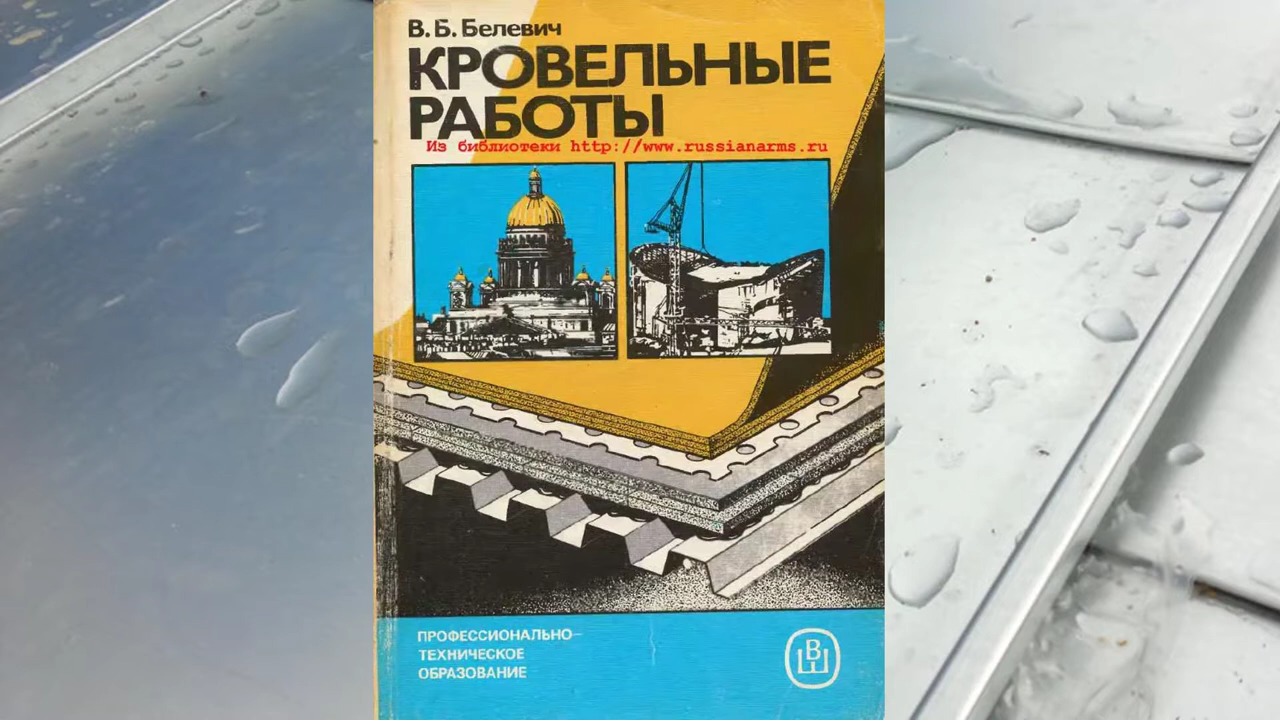 В. Б. Белевич
КРОВЕЛЬНЫЕ
РАБОТЫ
Из библиотеки http://www.russianarms.ru
ПРОФЕССИОНАЛЬНО–
ТЕХНИЧЕСКОЕ
ОБРАЗОВАНИЕ
ВШ